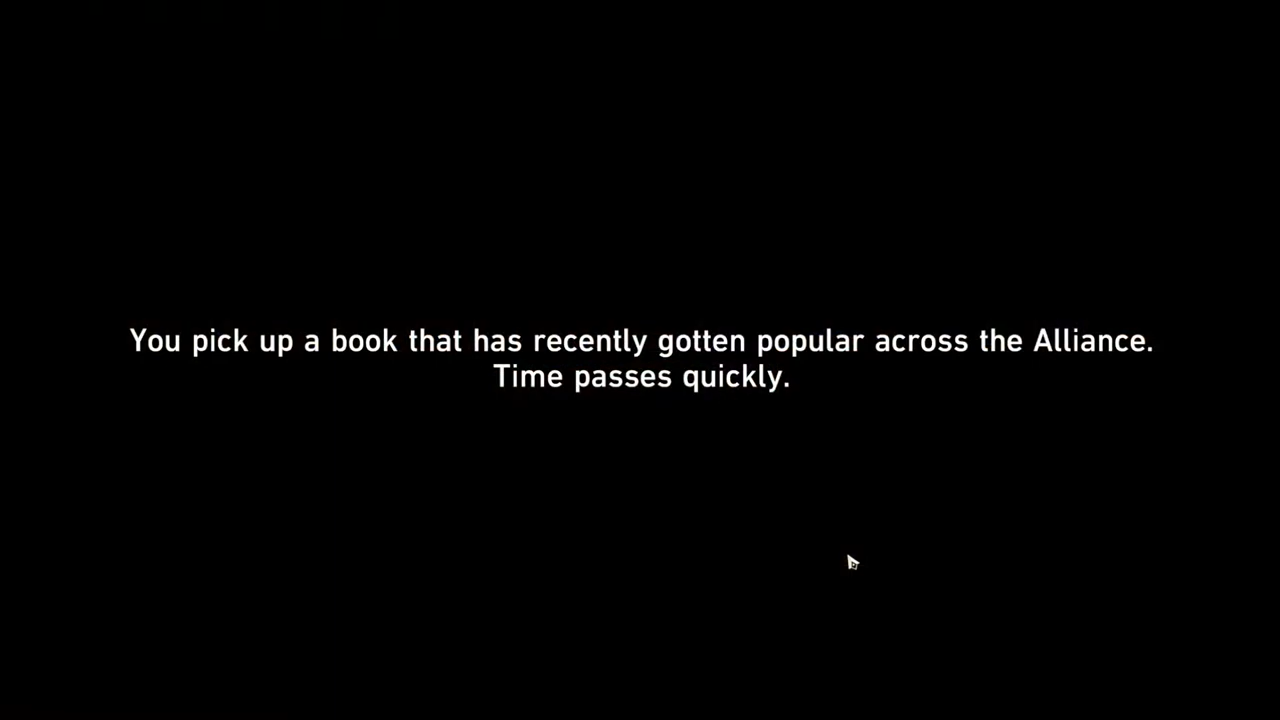 You pick up a book that has recently gotten popular across the Alliance.
Time passes quickly.